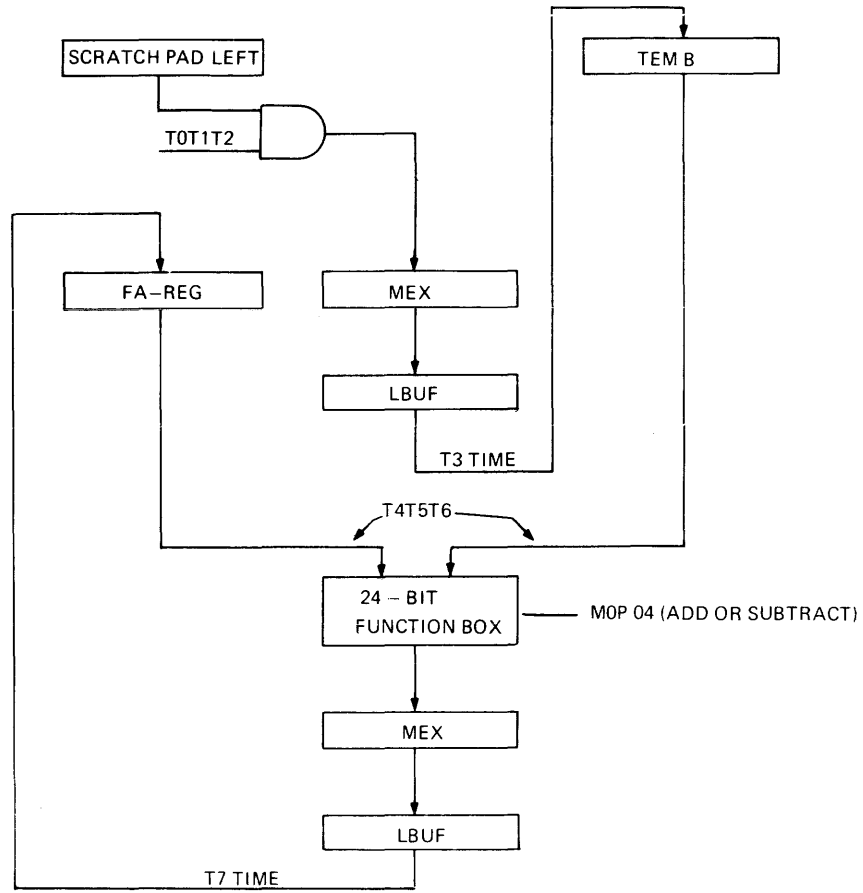 SCRATCH PAD LEFT
TEM B
T0T1T2
FA–REG
MEX
LBUF
T3 TIME
T4T5T6
24 – BIT
FUNCTION BOX
M0P 04 (ADD OR SUBTRACT)
MEX
LBUF
T7 TIME